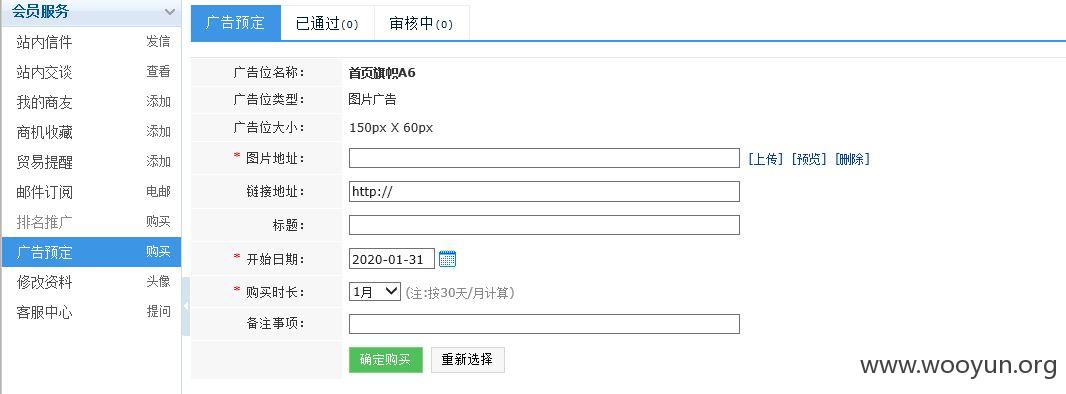 会员服务
站内信件 发信
站内交谈 查看
我的商友 添加
商机收藏 添加
贸易提醒 添加
邮件订阅 电邮
排名推广 购买
广告预定 购买
修改资料 头像
客服中心 提问
广告预定 已通过(0) 审核中(0)
广告位名称： 首页旗帜A6
广告位类型： 图片广告
广告位大小： 150px X 60px
* 图片地址： [上传] [预览] [删除]
链接地址： http://
标题：
* 开始日期： 2020-01-31
* 购买时长： 1月 (注:按30天/月计算)
备注事项：
确定购买 重新选择
www.wooyun.org